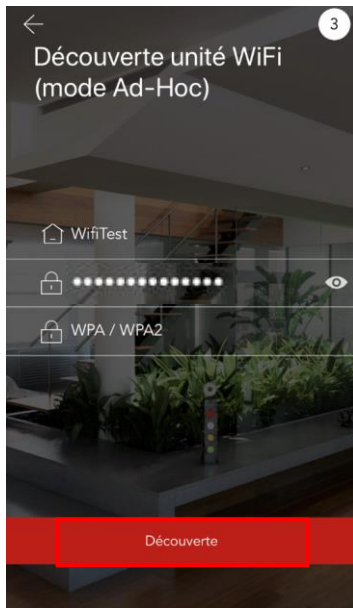 3
Découverte unité WiFi
(mode Ad-Hoc)
WifiTest
••••••••••••••••
WPA / WPA2
Découverte